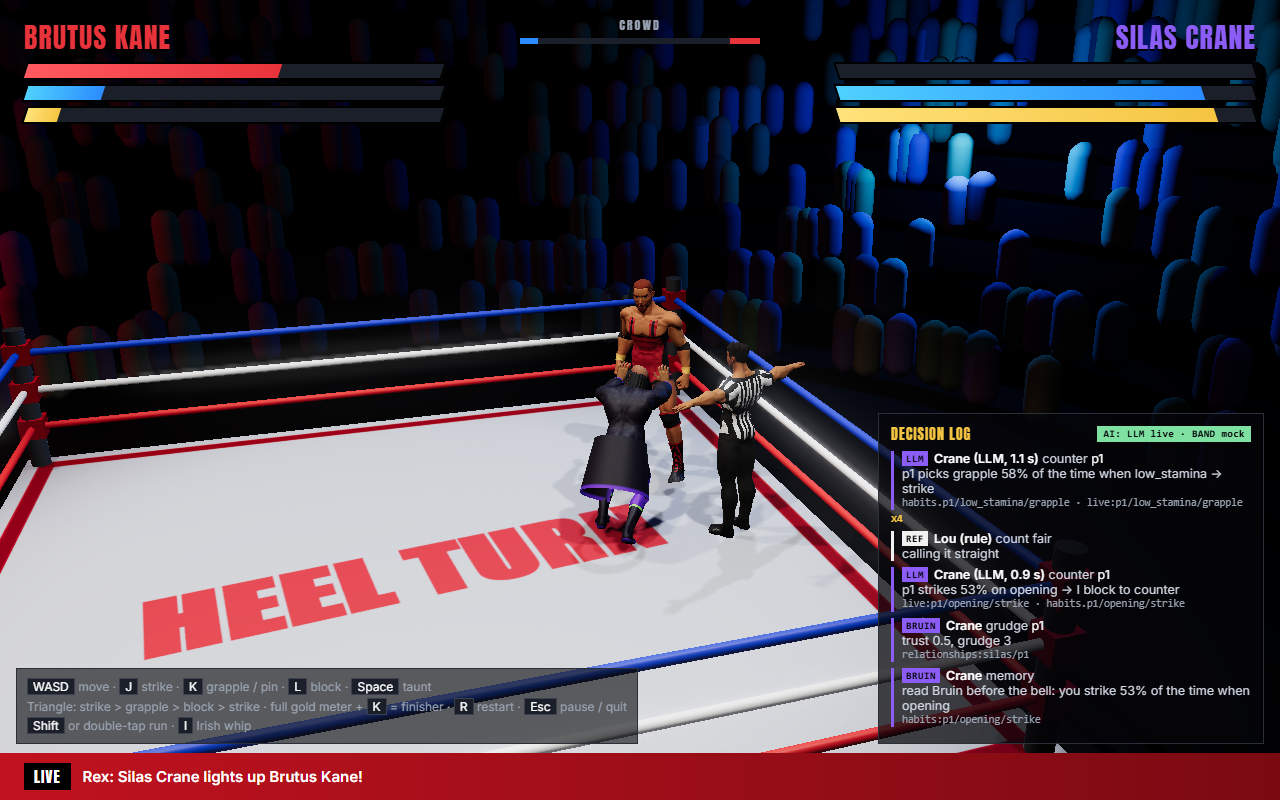 BRUTUS KANE
CROWD
SILAS CRANE
HEEL TURN
DECISION LOG
AI: LLM live · BAND mock
LLM Crane (LLM, 1.1 s) counter p1
p1 picks grapple 58% of the time when low_stamina →
strike
habits.p1/low_stamina/grapple · live:p1/low_stamina/grapple
x4
REF Lou (rule) count fair
calling it straight
LLM Crane (LLM, 0.9 s) counter p1
p1 strikes 53% on opening → I block to counter
live:p1/opening/strike · habits.p1/opening/strike
BRUIN Crane grudge p1
trust 0.5, grudge 3
relationships:silas/p1
BRUIN Crane memory
read Bruin before the bell: you strike 53% of the time when
opening
habits:p1/opening/strike
WASD move · J strike · K grapple / pin · L block · Space taunt
Triangle: strike > grapple > block > strike · full gold meter + K = finisher · R restart · Esc pause / quit
Shift or double-tap run · I Irish whip
LIVE Rex: Silas Crane lights up Brutus Kane!